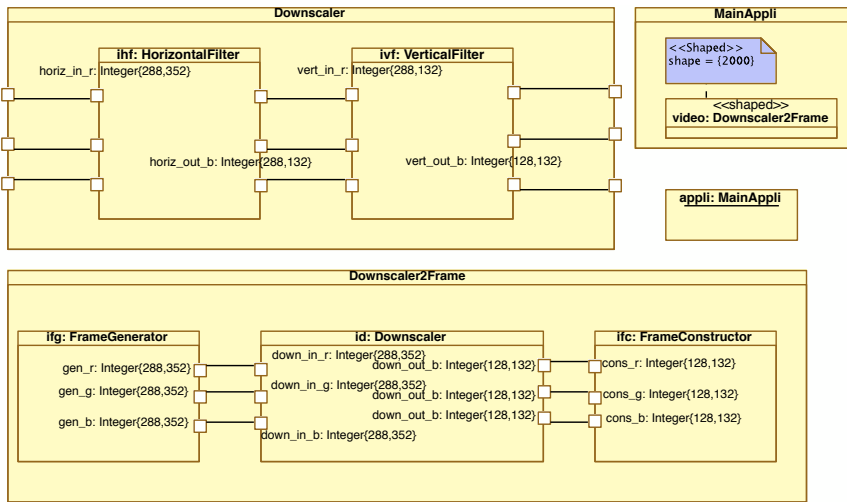 Downscaler
ihf: HorizontalFilter
horiz_in_r: Integer{288,352}
horiz_out_b: Integer{288,132}
ivf: VerticalFilter
vert_in_r: Integer{288,132}
vert_out_b: Integer{128,132}
MainAppli
<<Shaped>>
shape = {2000}
<<shaped>>
video: Downscaler2Frame
appli: MainAppli
Downscaler2Frame
ifg: FrameGenerator
gen_r: Integer{288,352}
gen_g: Integer{288,352}
gen_b: Integer{288,352}
id: Downscaler
down_in_r: Integer{288,352}
down_out_b: Integer{128,132}
down_in_g: Integer{288,352}
down_out_b: Integer{128,132}
down_out_b: Integer{128,132}
down_in_b: Integer{288,352}
ifc: FrameConstructor
cons_r: Integer{128,132}
cons_g: Integer{128,132}
cons_b: Integer{128,132}